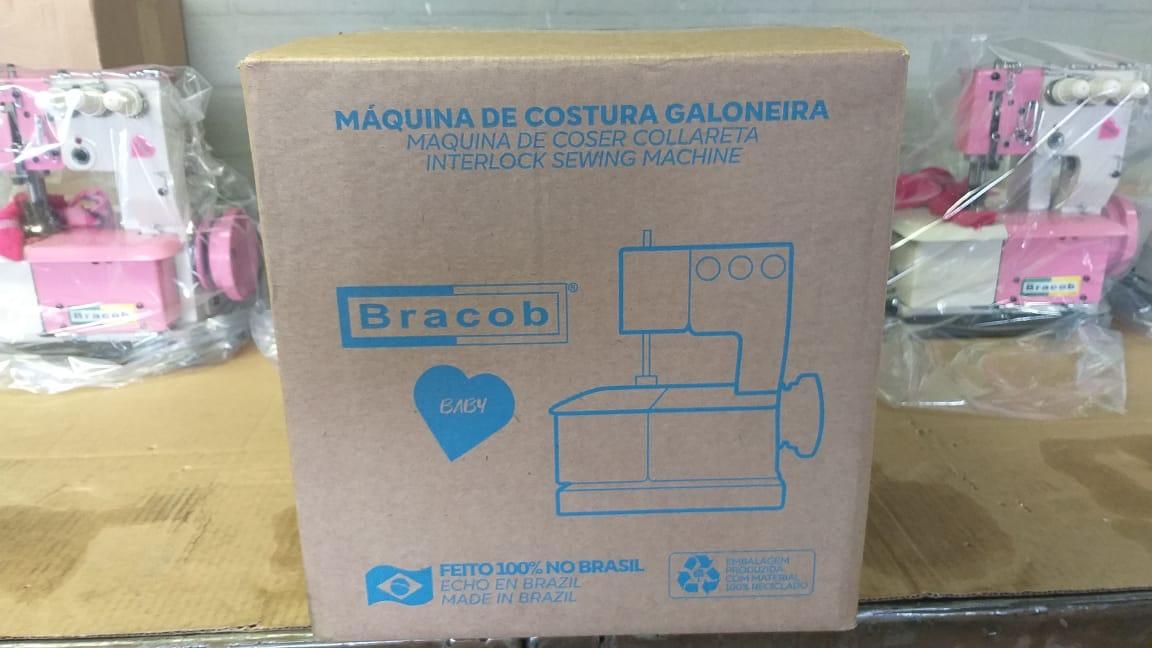 MÁQUINA DE COSTURA GALONEIRA
MAQUINA DE COSER COLLARETA
INTERLOCK SEWING MACHINE
Bracob®
BABY
FEITO 100% NO BRASIL
ECHO EN BRAZIL
MADE IN BRAZIL
EMBALAGEM
PRODUZIDA
COM MATERIAL
100% RECICLADO
Bracob
Bracob